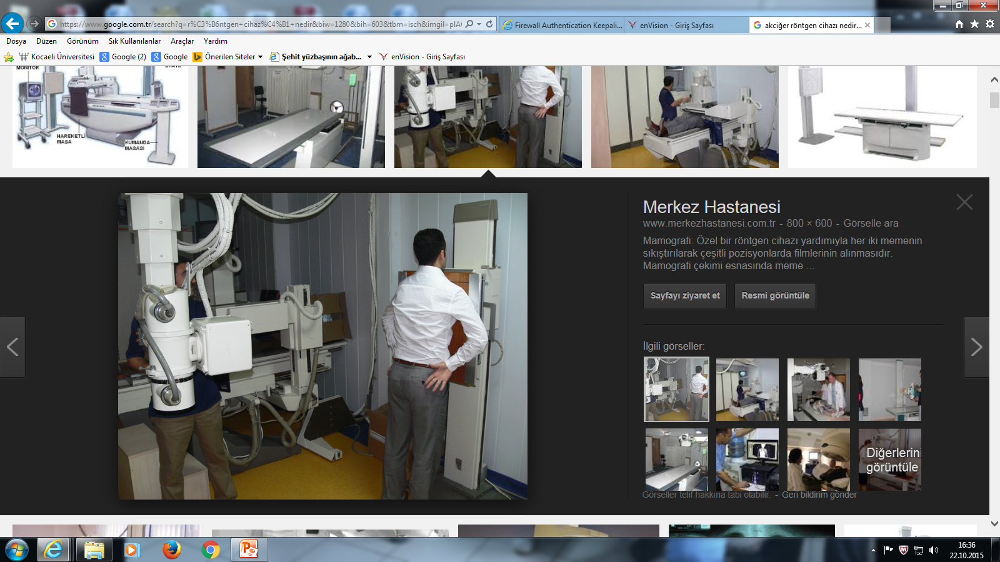 https://www.google.com.tr/search?q=r%C3%B6ntgen+cihaz%C4%B1+nedir&biw=1280&bih=603&tbm=isch&imgil=plA
Firewall Authentication Keepali...
enVision - Giriş Sayfası
akciğer röntgen cihazı nedir...
Dosya Düzen Görünüm Sık Kullanılanlar Araçlar Yardım
Kocaeli Üniversitesi Google (2) Google Önerilen Siteler Şehit yüzbaşının ağab... enVision - Giriş Sayfası
MONİTOR
HAREKETLİ
MASA
KUMANDA
MASASI
Merkez Hastanesi
www.merkezhastanesi.com.tr - 800 × 600 - Görselle ara
Mamografi: Özel bir röntgen cihazı yardımıyla her iki memenin
sıkıştırılarak çeşitli pozisyonlarda filmlerinin alınmasıdır.
Mamografi çekimi esnasında meme ...
Sayfayı ziyaret et Resmi görüntüle
İlgili görseller:
Diğerlerini
görüntüle
Görseller telif hakkına tabi olabilir. - Geri bildirim gönder
16:36
22.10.2015